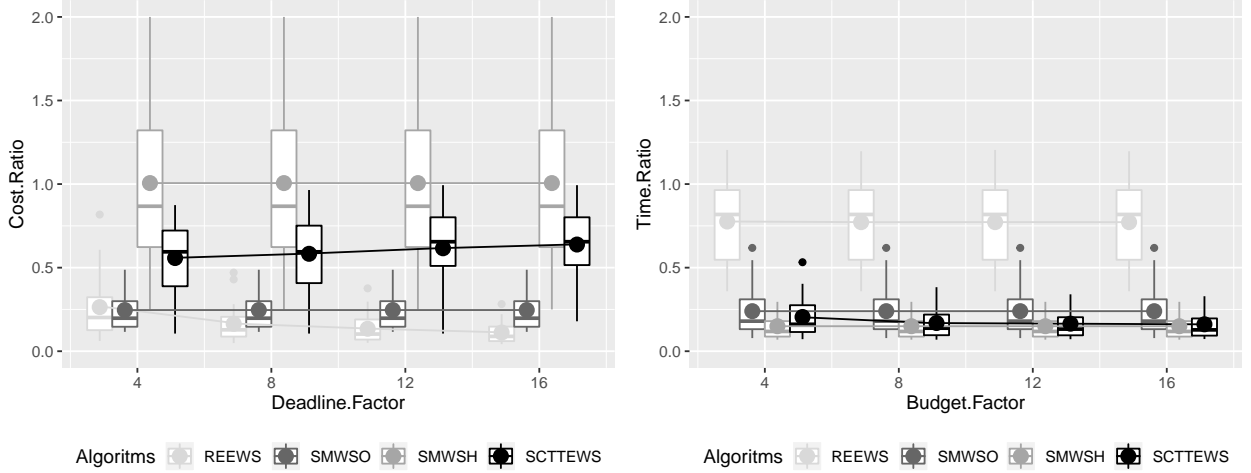 2.0
1.5
1.0
0.5
0.0
Cost.Ratio
4 8 12 16
Deadline.Factor
Algoritms REEWS SMWSO SMWSH SCTTEWS
2.0
1.5
1.0
0.5
0.0
Time.Ratio
4 8 12 16
Budget.Factor
Algoritms REEWS SMWSO SMWSH SCTTEWS